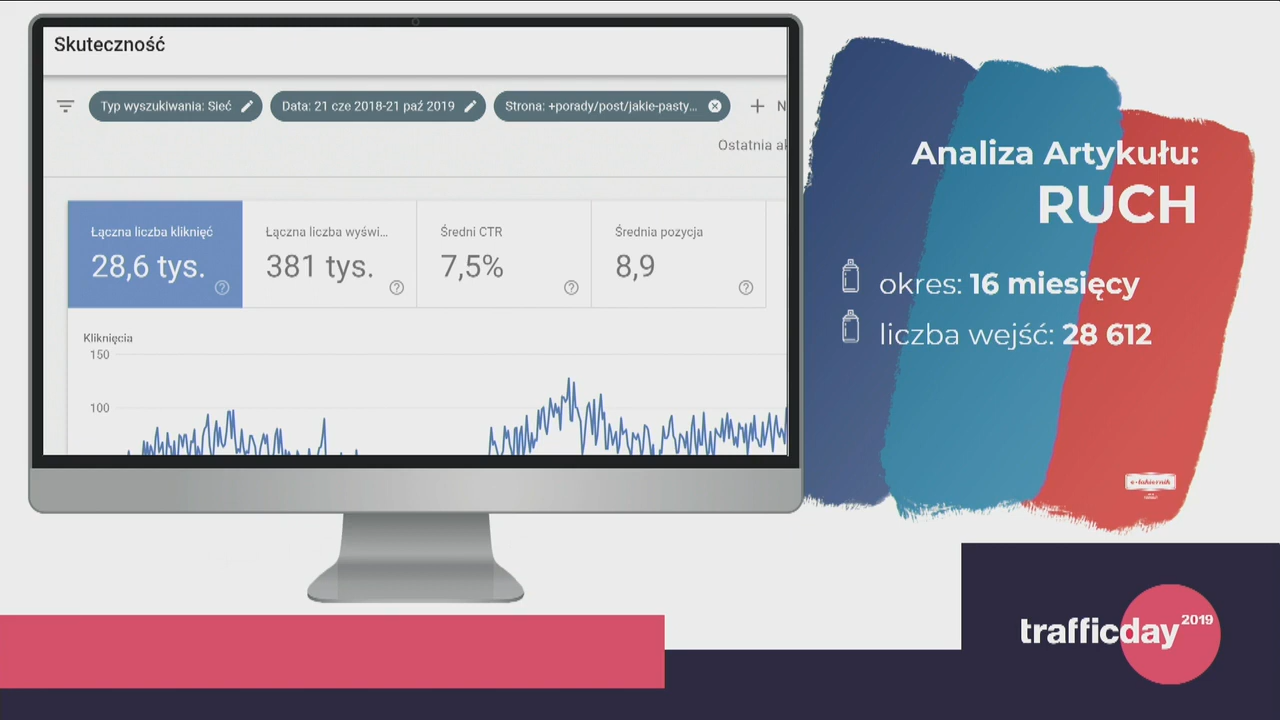 Skuteczność
Typ wyszukiwania: Sieć
Data: 21 cze 2018-21 paź 2019
Strona: +porady/post/jakie-pasty...
N
Ostatnia ak
Łączna liczba kliknięć
28,6 tys.
Łączna liczba wyświ...
381 tys.
Średni CTR
7,5%
Średnia pozycja
8,9
Kliknięcia
150
100
Analiza Artykułu:
RUCH
okres: 16 miesięcy
liczba wejść: 28 612
e-lakiernik
trafficday 2019